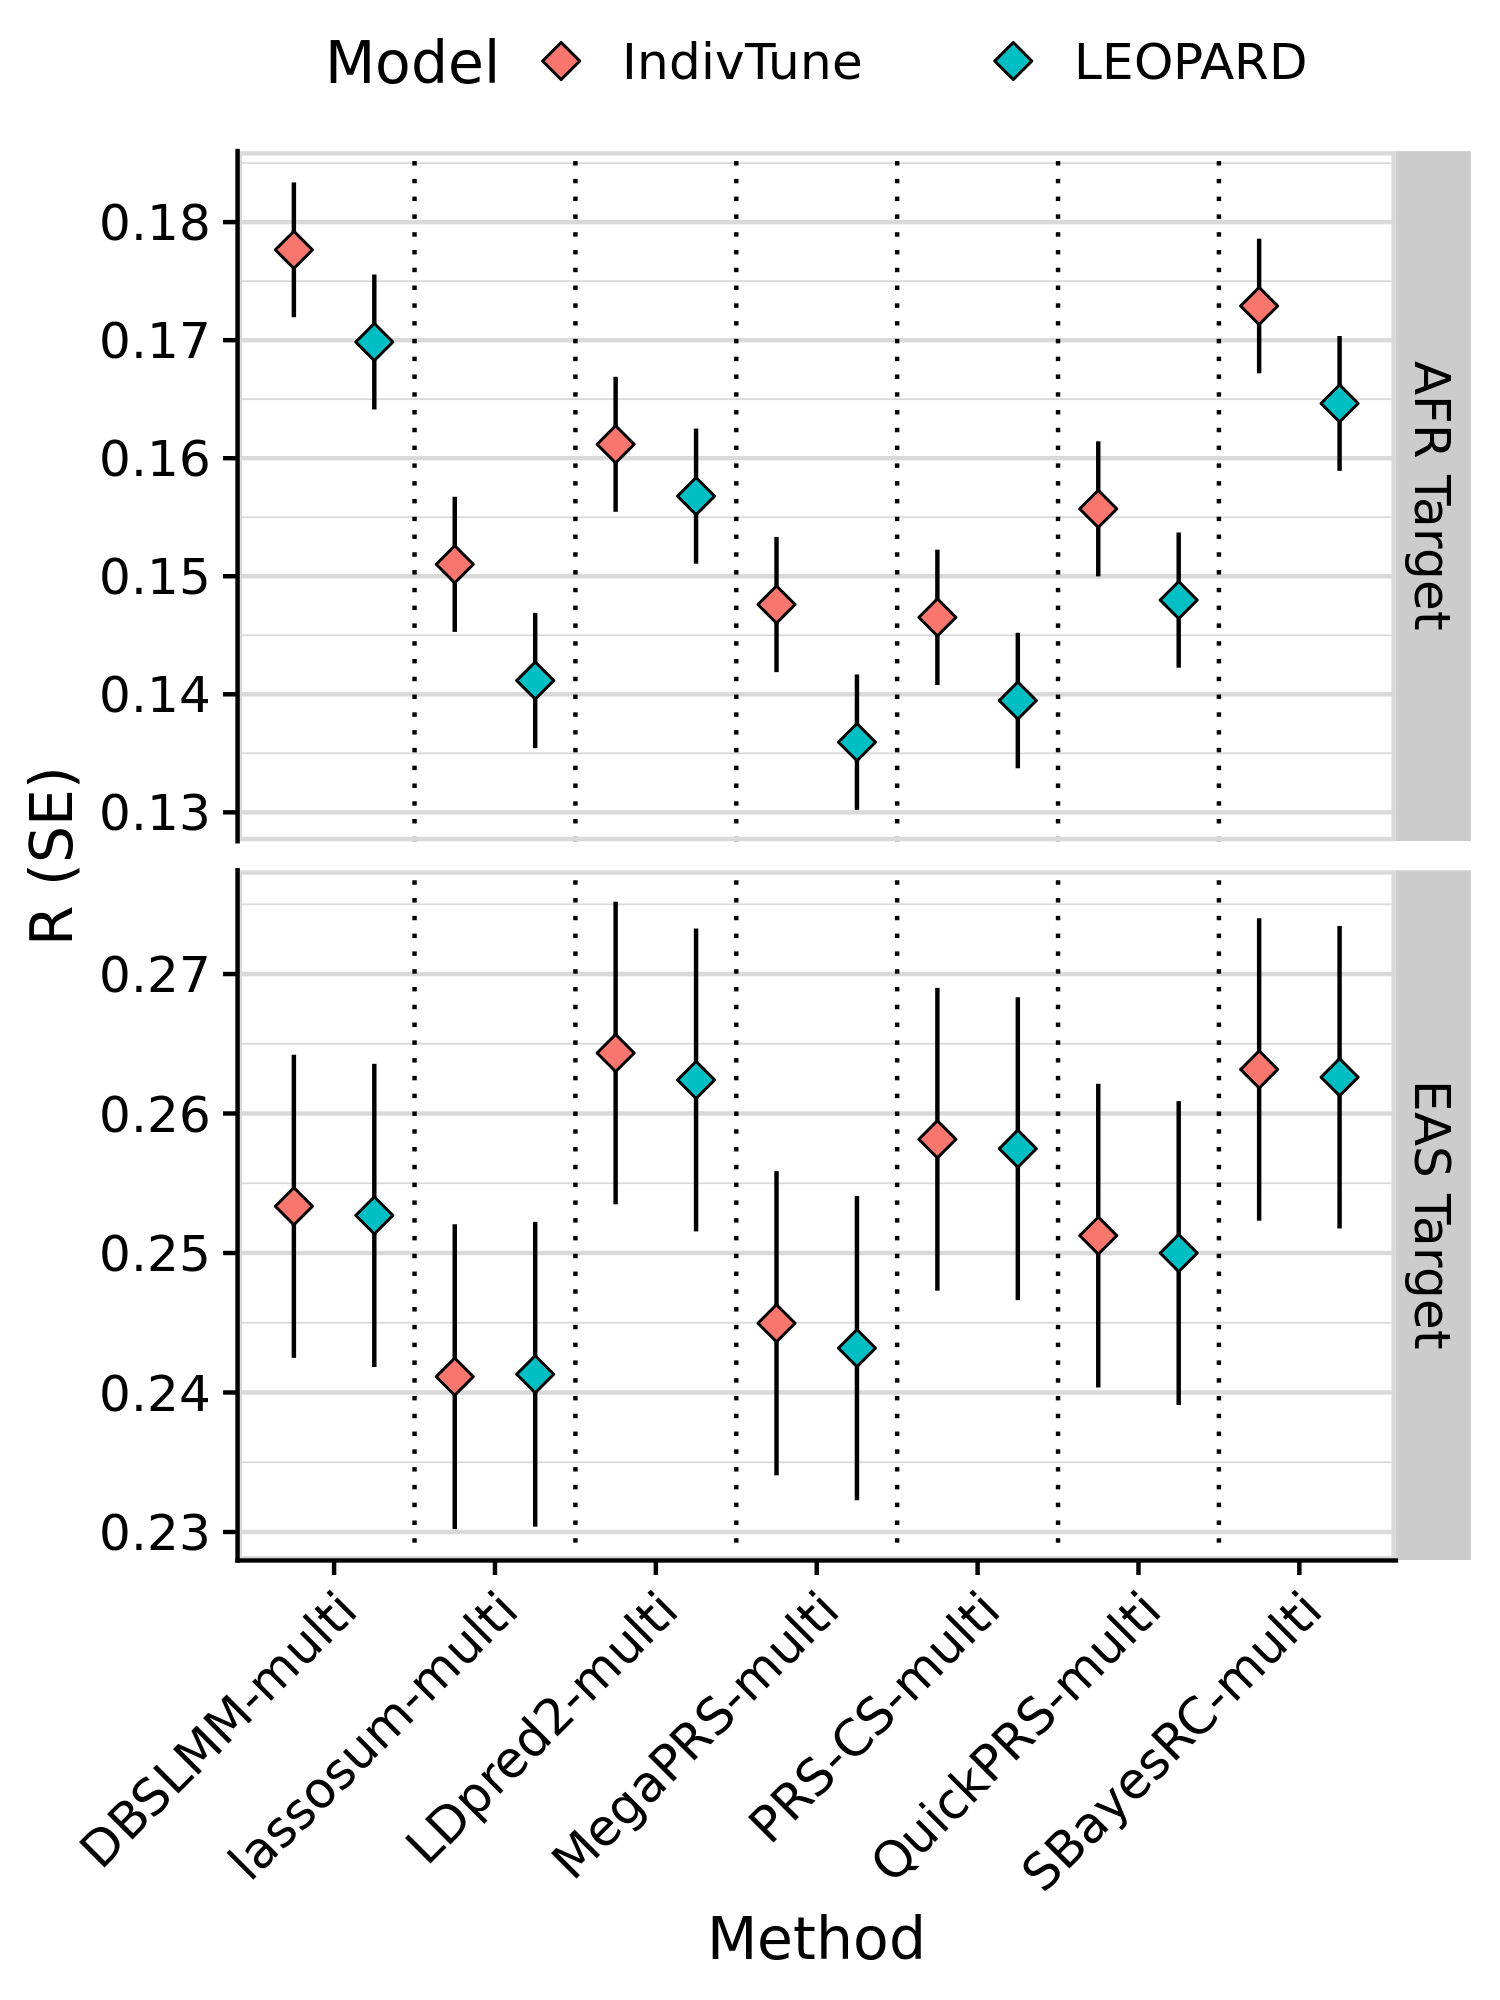 Model IndivTune LEOPARD
0.18
0.17
0.16
0.15
0.14
0.13
AFR Target
R (SE)
0.27
0.26
0.25
0.24
0.23
EAS Target
DBSLMM-multi
lassosum-multi
LDpred2-multi
MegaPRS-multi
PRS-CS-multi
QuickPRS-multi
SBayesRC-multi
Method